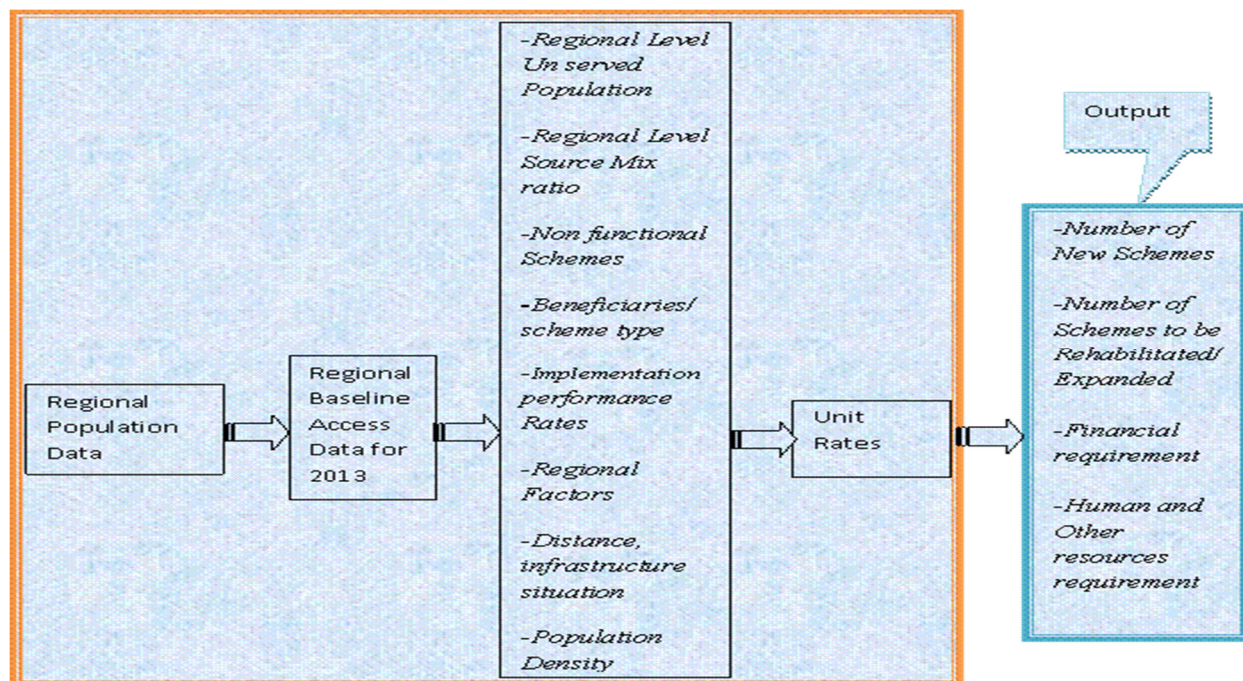 Regional
Population
Data
Regional
Baseline
Access
Data for
2013
-Regional Level
Un served
Population
-Regional Level
Source Mix
ratio
-Non functional
Schemes
-Beneficiaries/
scheme type
-Implementation
performance
Rates
-Regional
Factors
-Distance,
infrastructure
situation
-Population
Density
Unit
Rates
Output
-Number of
New Schemes
-Number of
Schemes to be
Rehabilitated/
Expanded
-Financial
requirement
-Human and
Other
resources
requirement